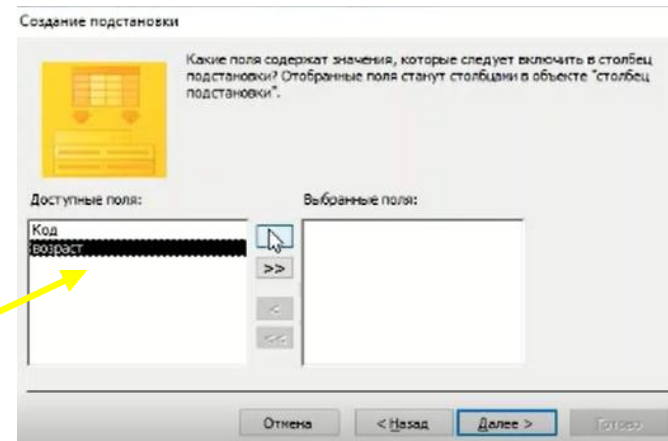 Создание подстановки
Какие поля содержат значения, которые следует включить в столбец
подстановки? Отобранные поля станут столбцами в объекте "столбец
подстановки".
Доступные поля:
Выбранные поля:
Код
возраст
>>
<
<<
Отмена
< Назад
Далее >
Готово